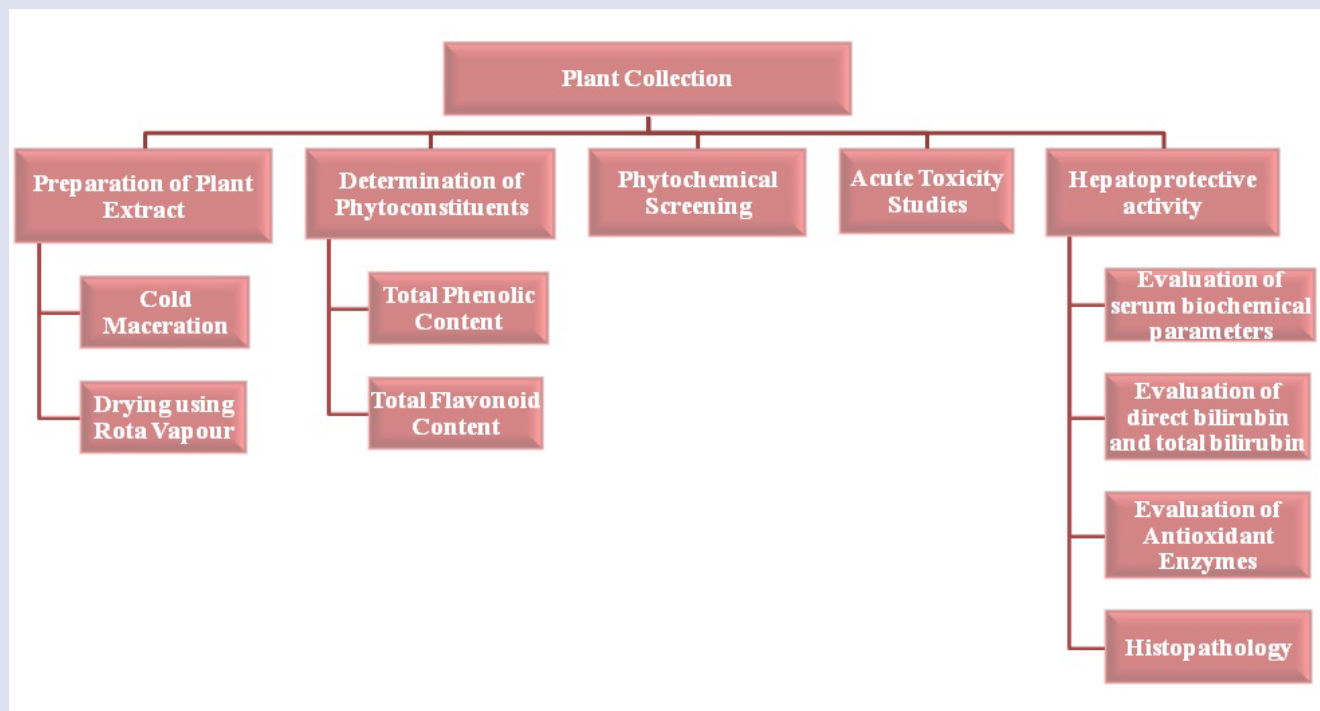 Plant Collection
Preparation of Plant
Extract
Cold
Maceration
Drying using
Rota Vapour
Determination of
Phytoconstituents
Total Phenolic
Content
Total Flavonoid
Content
Phytochemical
Screening
Acute Toxicity
Studies
Hepatoprotective
activity
Evaluation of
serum biochemical
parameters
Evaluation of
direct bilirubin
and total bilirubin
Evaluation of
Antioxidant
Enzymes
Histopathology